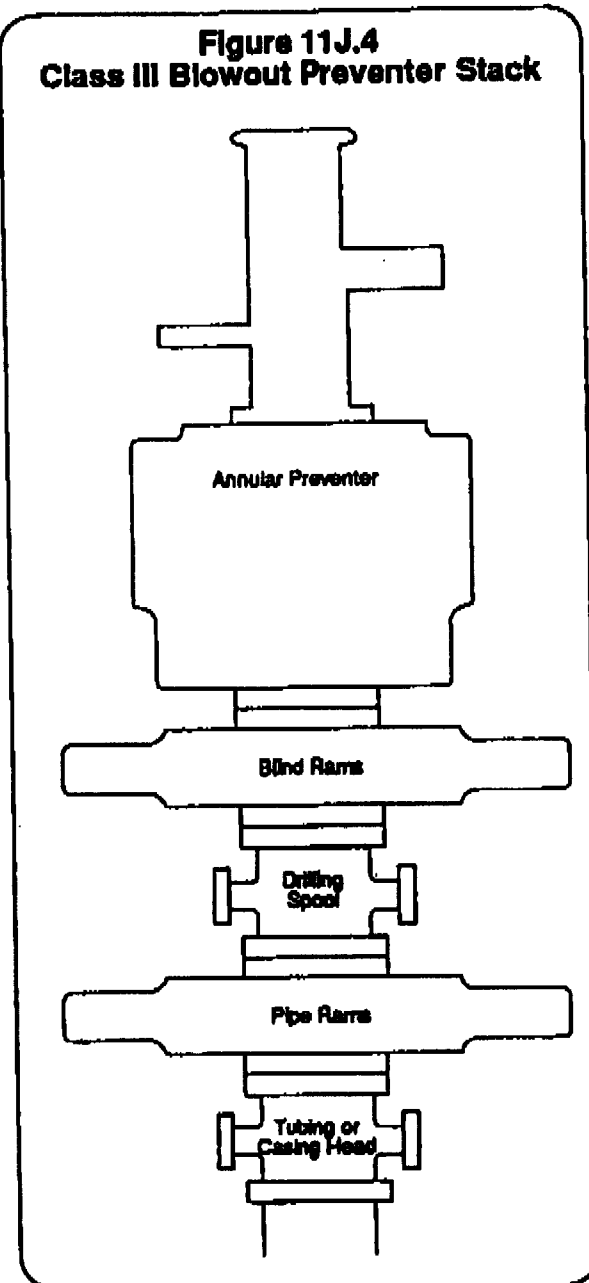 Figure 11J.4
Class III Blowout Preventer Stack
Annular Preventer
Blind Rams
Drilling
Spool
Pipe Rams
Tubing or
Casing Head